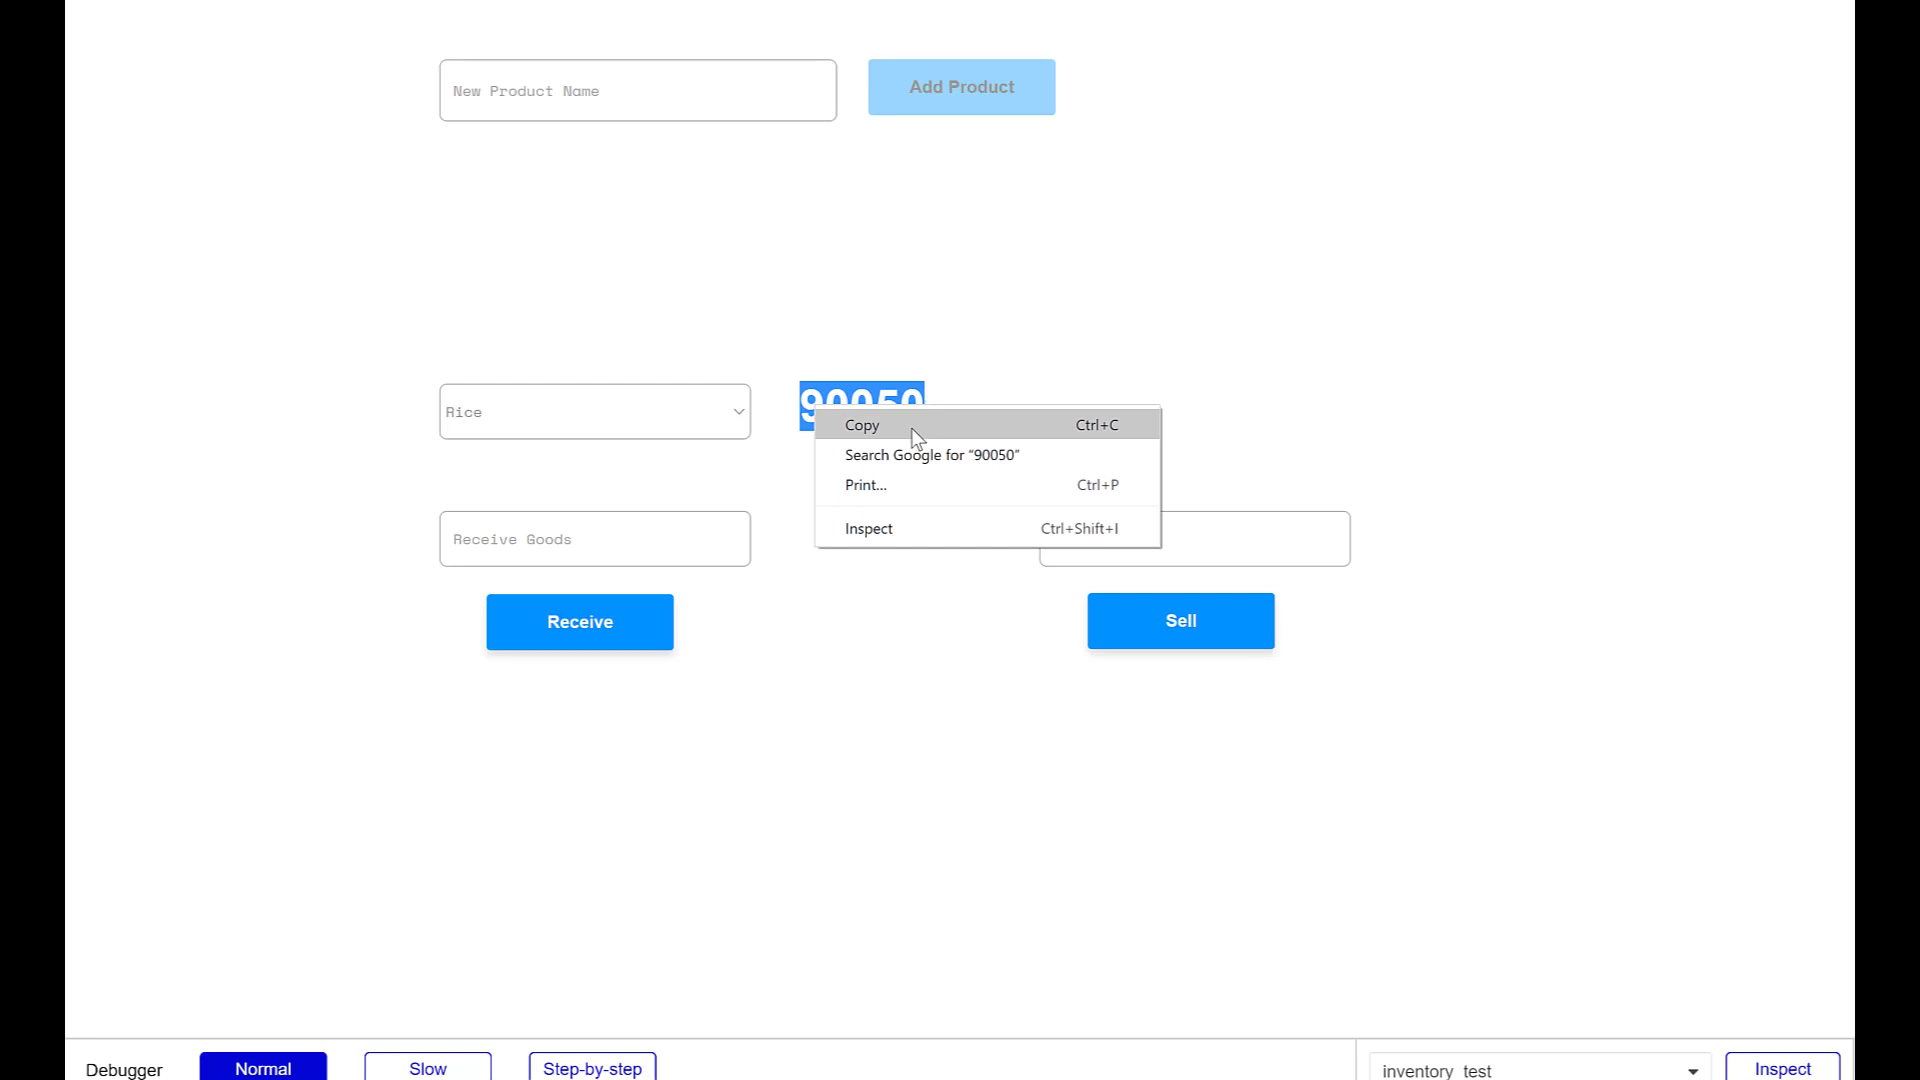 New Product Name
Add Product
Rice
90050
Copy Ctrl+C
Search Google for “90050”
Print... Ctrl+P
Inspect Ctrl+Shift+I
Receive Goods
Receive
Sell
Debugger
Normal
Slow
Step-by-step
inventory_test
Inspect